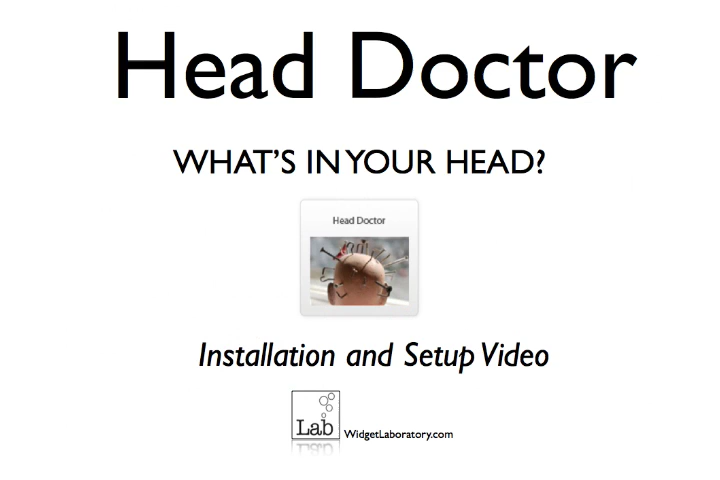 Head Doctor
WHAT'S IN YOUR HEAD?
Head Doctor
Installation and Setup Video
Lab
WidgetLaboratory.com